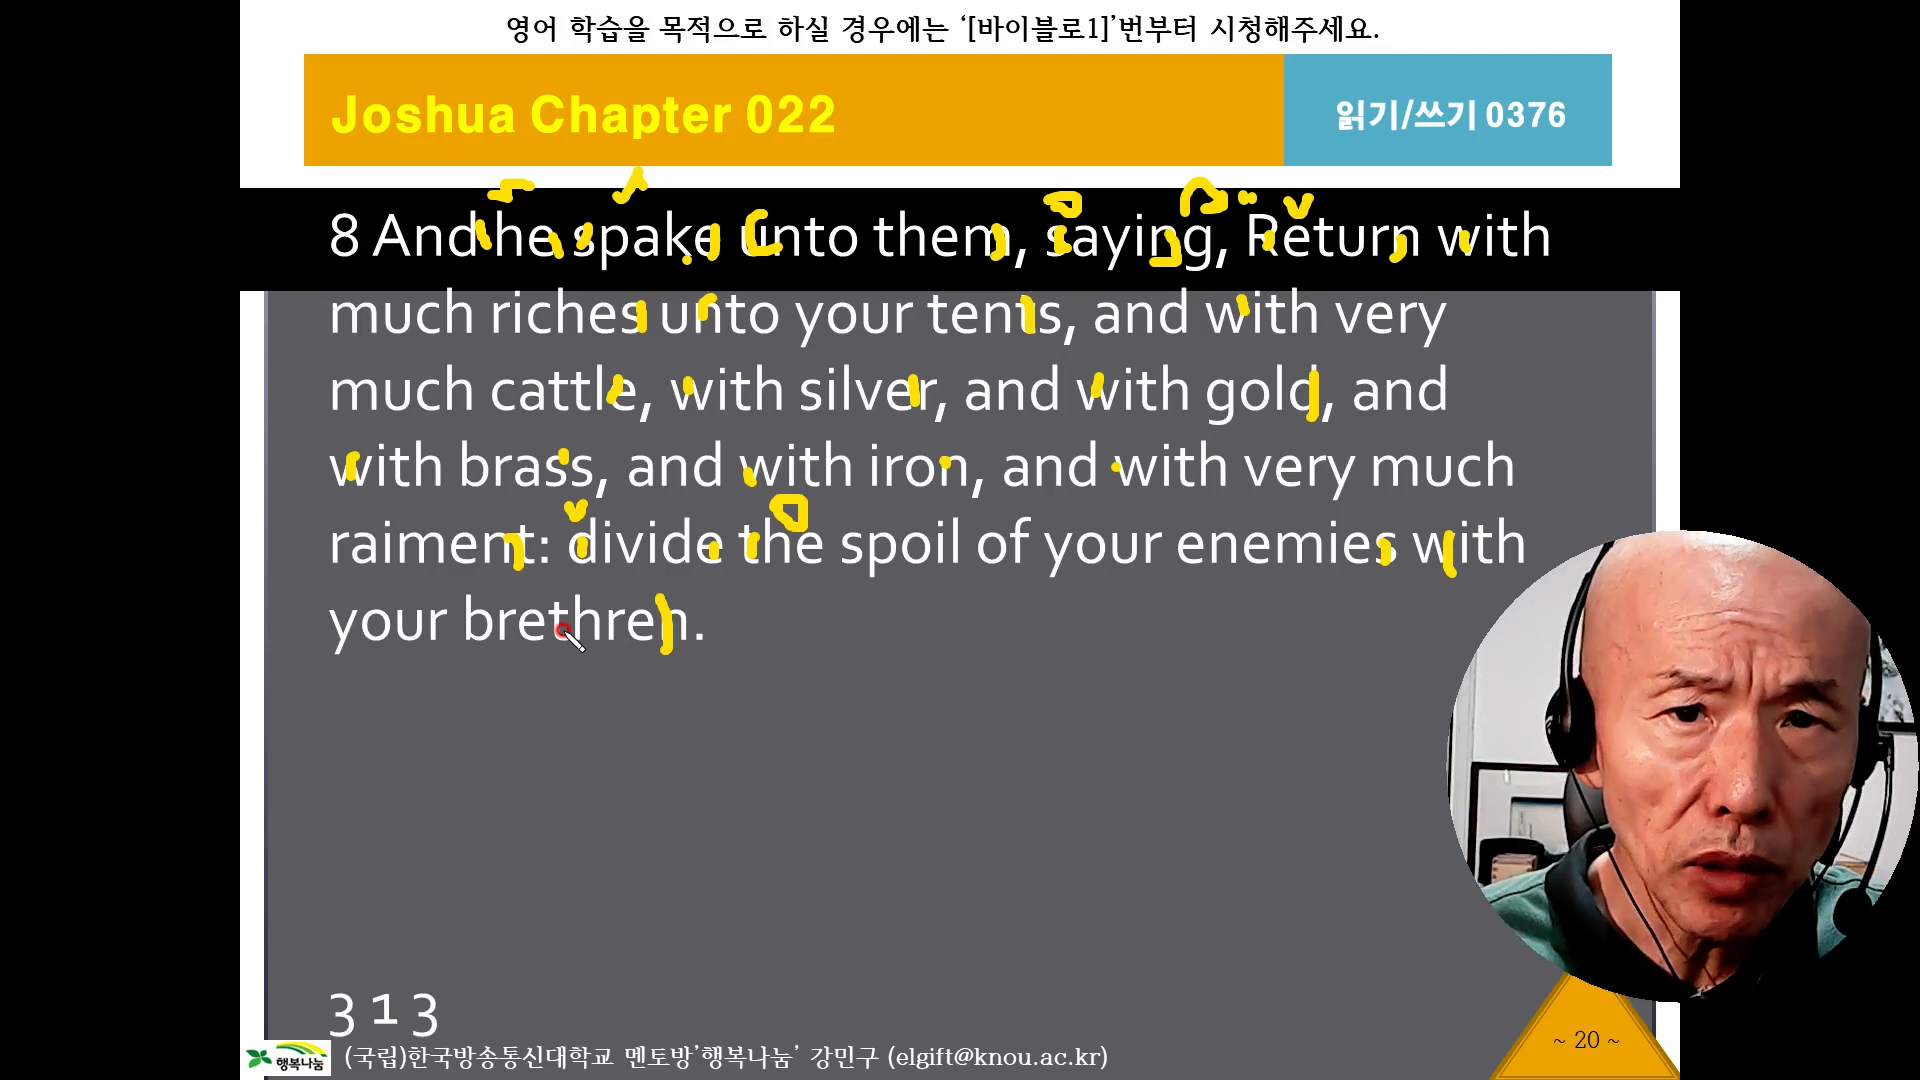 영어 학습을 목적으로 하실 경우에는 ‘[바이블로1]’번부터 시청해주세요.
Joshua Chapter 022
읽기/쓰기 0376
8 And he spake unto them, saying, Return with
much riches unto your tents, and with very
much cattle, with silver, and with gold, and
with brass, and with iron, and with very much
raiment: divide the spoil of your enemies with
your brethren.
3 1 3
행복나눔
(국립)한국방송통신대학교 멘토방’행복나눔’ 강민구 (elgift@knou.ac.kr)
~ 20 ~